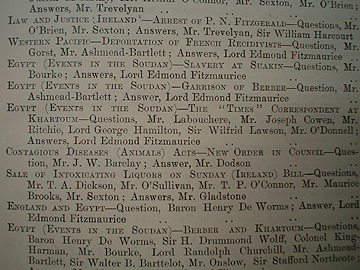 O'Connor, Mr. Sexton, Mr. O'Brien;
Answers, Mr. Trevelyan
LAW AND JUSTICE (IRELAND)—ARREST OF P. N. FITZGERALD—Questions, Mr.
O'Brien, Mr. Sexton; Answers, Mr. Trevelyan, Sir William Harcourt
WESTERN PACIFIC—DEPORTATION OF FRENCH RECIDIVISTS—Questions, Mr.
Gorst, Mr. Ashmead-Bartlett; Answers, Lord Edmond Fitzmaurice
EGYPT (EVENTS IN THE SOUDAN)—SLAVERY AT SUAKIN—Questions, Mr.
Bourke; Answers, Lord Edmond Fitzmaurice
EGYPT (EVENTS IN THE SOUDAN)—GARRISON OF BERBER—Question, Mr.
Ashmead-Bartlett; Answer, Lord Edmond Fitzmaurice
EGYPT (EVENTS IN THE SOUDAN)—THE "TIMES" CORRESPONDENT AT
KHARTOUM—Questions, Mr. Labouchere, Mr. Joseph Cowen, Mr.
Ritchie, Lord George Hamilton, Sir Wilfrid Lawson, Mr. O'Donnell;
Answers, Lord Edmond Fitzmaurice
CONTAGIOUS DISEASES (ANIMALS) ACTS—NEW ORDER IN COUNCIL—Ques-
tion, Mr. J. W. Barclay; Answer, Mr. Dodson
SALE OF INTOXICATING LIQUORS ON SUNDAY (IRELAND) BILL—Questions,
Mr. T. A. Dickson, Mr. O'Sullivan, Mr. T. P. O'Connor, Mr. Maurice
Brooks, Mr. Sexton; Answers, Mr. Gladstone
ENGLAND AND EGYPT—Question, Baron Henry De Worms; Answer, Lord
Edmond Fitzmaurice
EGYPT (EVENTS IN THE SOUDAN)—BERBER AND KHARTOUM—Questions,
Baron Henry De Worms, Sir H. Drummond Wolff, Colonel King-
Harman, Mr. Bourke, Lord Randolph Churchill, Mr. Ashmead-
Bartlett, Sir Walter B. Barttelot, Mr. Onslow, Sir Stafford Northcote